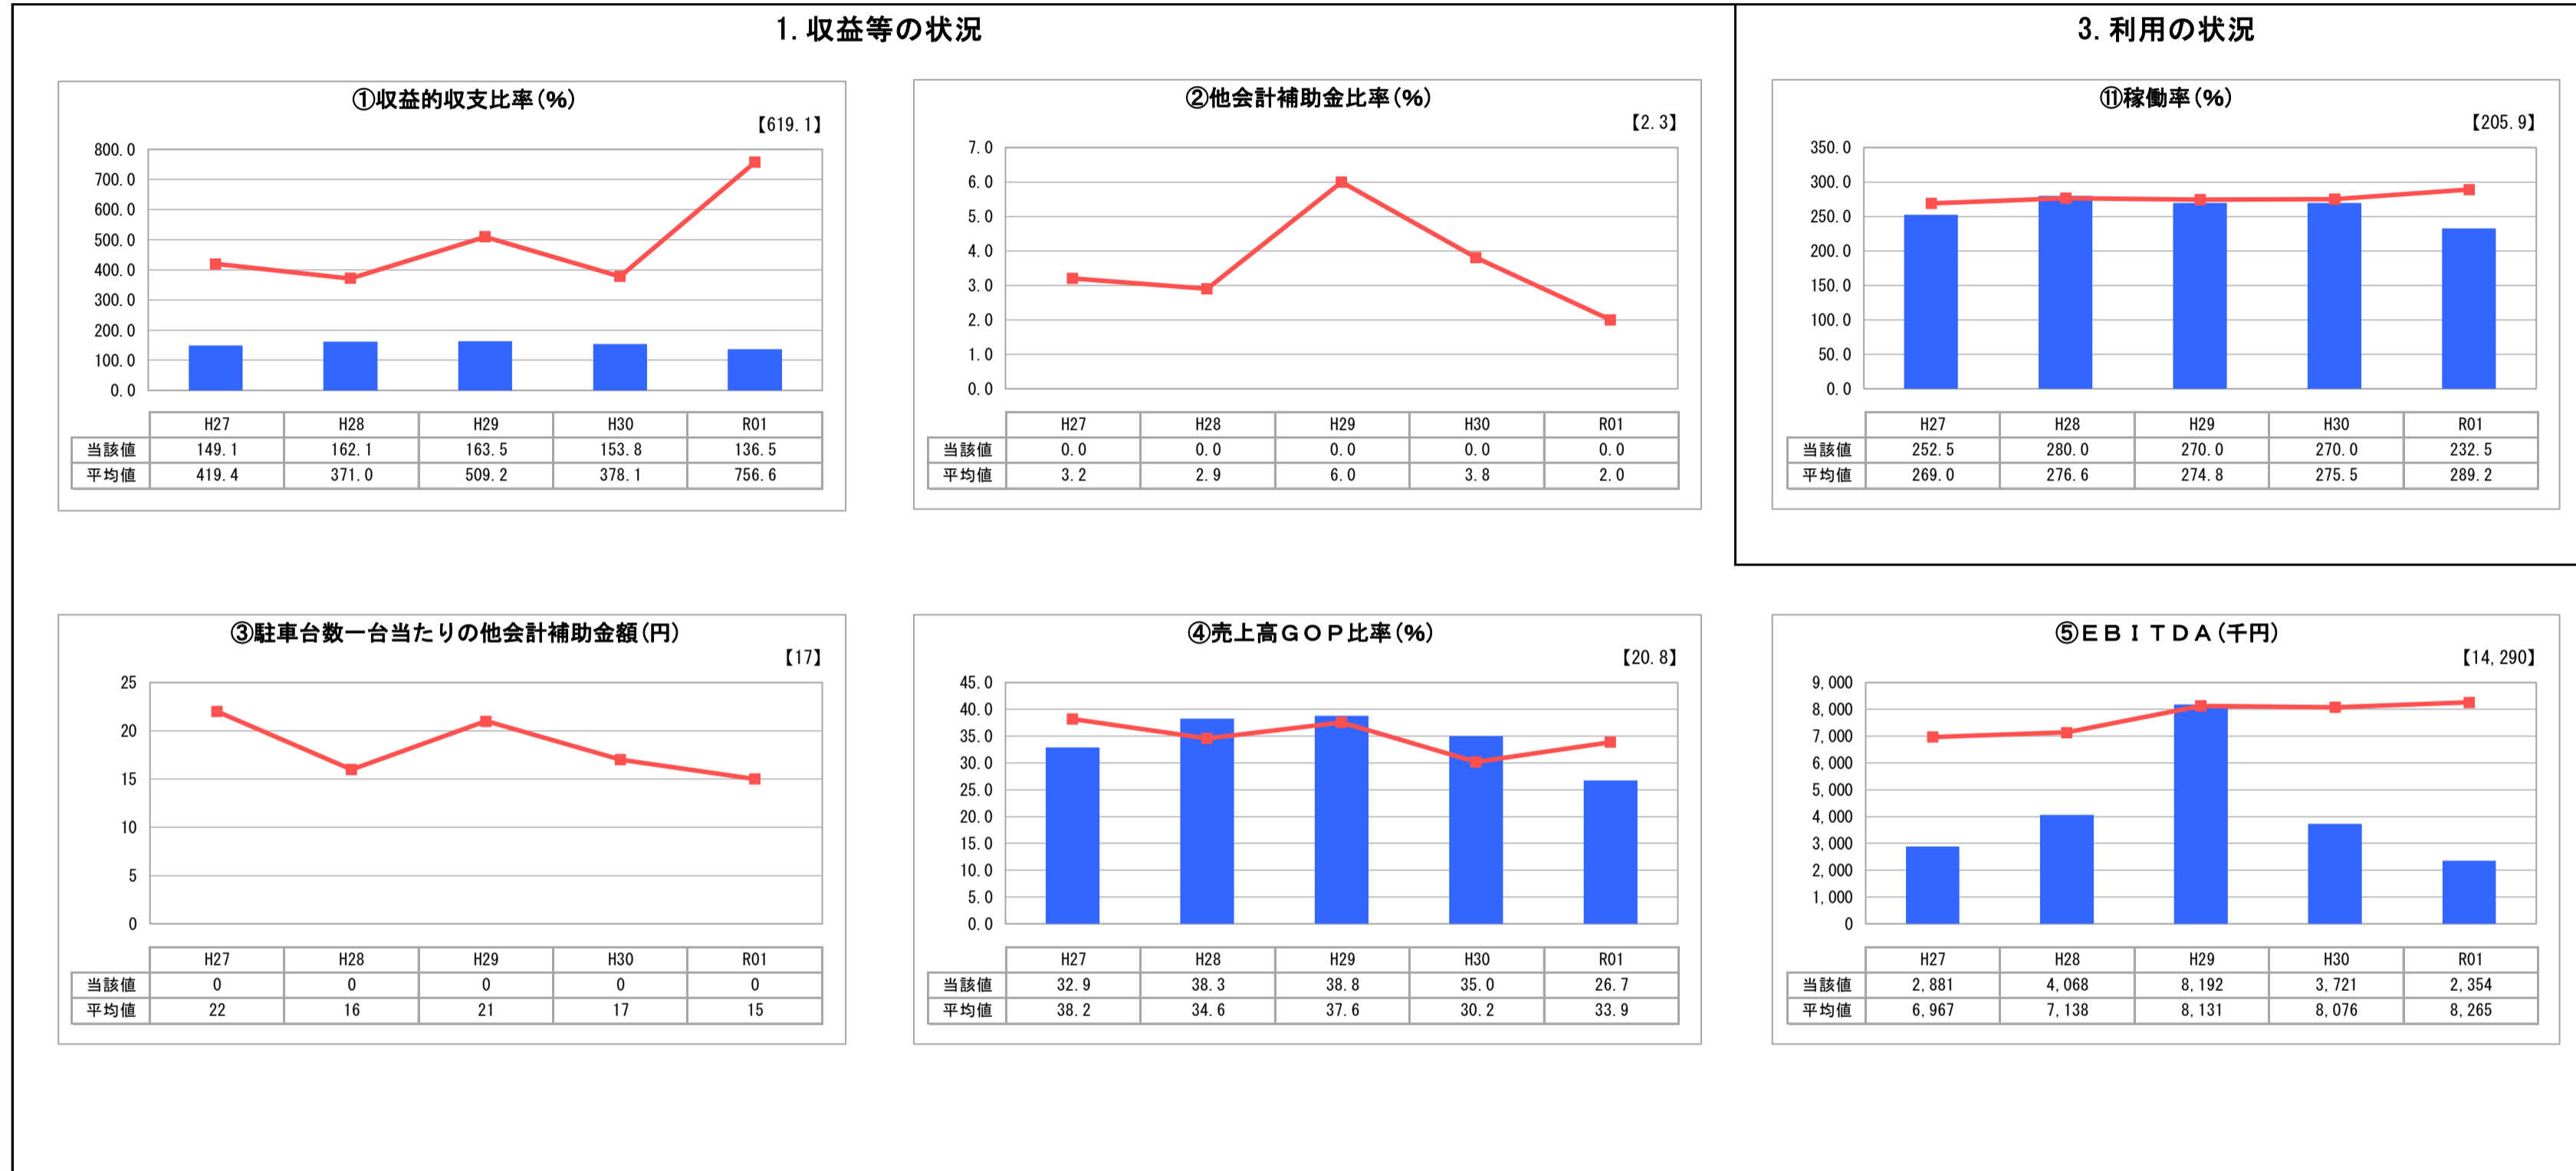 1. 収益等の状況
3. 利用の状況
①収益的収支比率(%)
【619.1】
800.0
700.0
600.0
500.0
400.0
300.0
200.0
100.0
0.0
H27 H28 H29 H30 R01
当該値 149.1 162.1 163.5 153.8 136.5
平均値 419.4 371.0 509.2 378.1 756.6
②他会計補助金比率(%)
【2.3】
7.0
6.0
5.0
4.0
3.0
2.0
1.0
0.0
H27 H28 H29 H30 R01
当該値 0.0 0.0 0.0 0.0 0.0
平均値 3.2 2.9 6.0 3.8 2.0
⑪稼働率(%)
【205.9】
350.0
300.0
250.0
200.0
150.0
100.0
50.0
0.0
H27 H28 H29 H30 R01
当該値 252.5 280.0 270.0 270.0 232.5
平均値 269.0 276.6 274.8 275.5 289.2
③駐車台数一台当たりの他会計補助金額(円)
【17】
25
20
15
10
5
0
H27 H28 H29 H30 R01
当該値 0 0 0 0 0
平均値 22 16 21 17 15
④売上高GOP比率(%)
【20.8】
45.0
40.0
35.0
30.0
25.0
20.0
15.0
10.0
5.0
0.0
H27 H28 H29 H30 R01
当該値 32.9 38.3 38.8 35.0 26.7
平均値 38.2 34.6 37.6 30.2 33.9
⑤EBITDA(千円)
【14,290】
9,000
8,000
7,000
6,000
5,000
4,000
3,000
2,000
1,000
0
H27 H28 H29 H30 R01
当該値 2,881 4,068 8,192 3,721 2,354
平均値 6,967 7,138 8,131 8,076 8,265